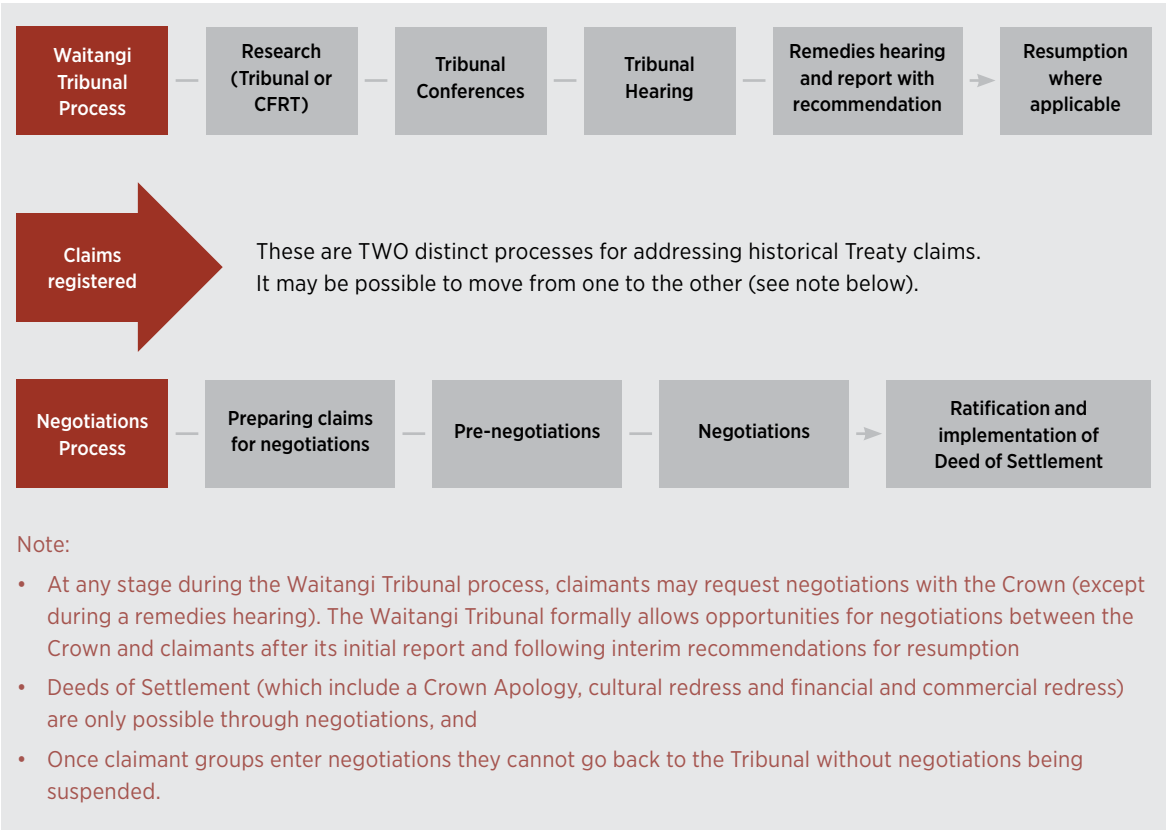 Waitangi
Tribunal
Process
Research
(Tribunal or
CFRT)
Tribunal
Conferences
Tribunal
Hearing
Remedies hearing
and report with
recommendation
Resumption
where
applicable
Claims
registered
These are TWO distinct processes for addressing historical Treaty claims.
It may be possible to move from one to the other (see note below).
Negotiations
Process
Preparing claims
for negotiations
Pre-negotiations
Negotiations
Ratification and
implementation of
Deed of Settlement
Note:
• At any stage during the Waitangi Tribunal process, claimants may request negotiations with the Crown (except
during a remedies hearing). The Waitangi Tribunal formally allows opportunities for negotiations between the
Crown and claimants after its initial report and following interim recommendations for resumption
• Deeds of Settlement (which include a Crown Apology, cultural redress and financial and commercial redress)
are only possible through negotiations, and
• Once claimant groups enter negotiations they cannot go back to the Tribunal without negotiations being
suspended.